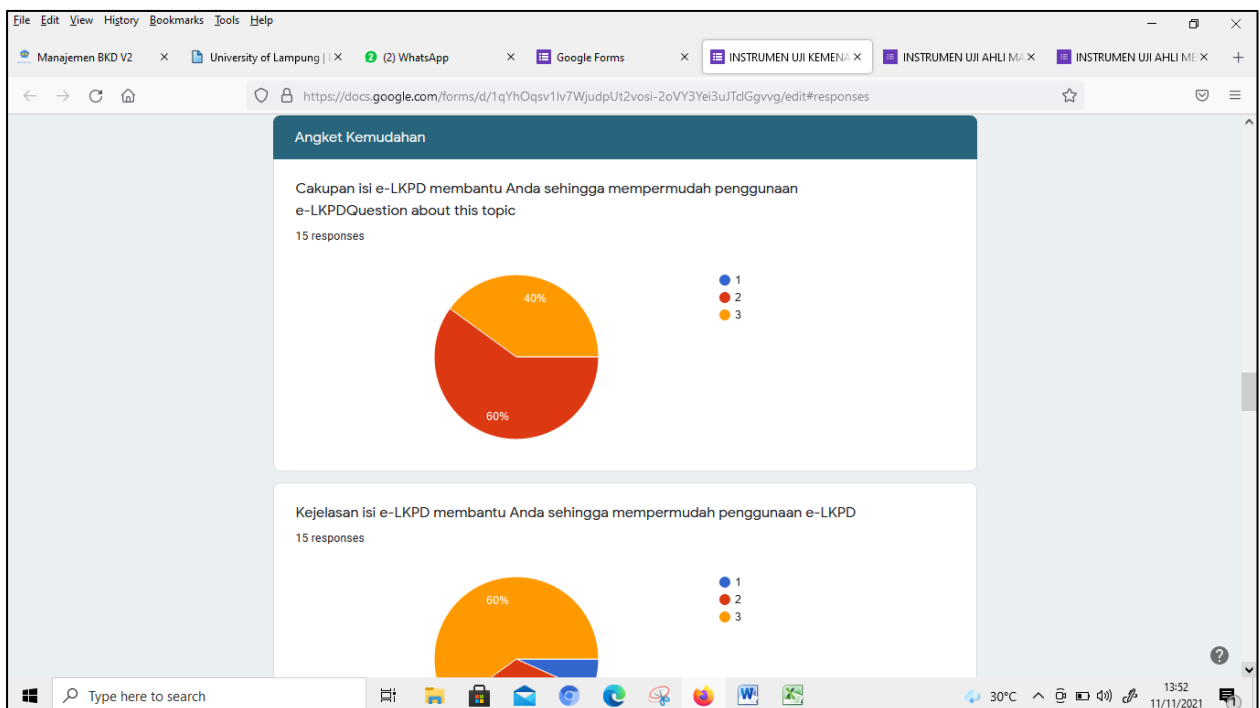 File Edit View History Bookmarks Tools Help
Manajemen BKD V2
University of Lampung |
(2) WhatsApp
Google Forms
INSTRUMEN UJI KEMENA
INSTRUMEN UJI AHLI MA
INSTRUMEN UJI AHLI ME
https://docs.google.com/forms/d/1qYhOqsv1Iv7WjudpUt2vosi-2oVY3Yei3uJTclGgvvg/edit#responses
Angket Kemudahan
Cakupan isi e-LKPD membantu Anda sehingga mempermudah penggunaan
e-LKPDQuestion about this topic
15 responses
40%
60%
1
2
3
Kejelasan isi e-LKPD membantu Anda sehingga mempermudah penggunaan e-LKPD
15 responses
60%
1
2
3
Type here to search
30°C
13:52
11/11/2021